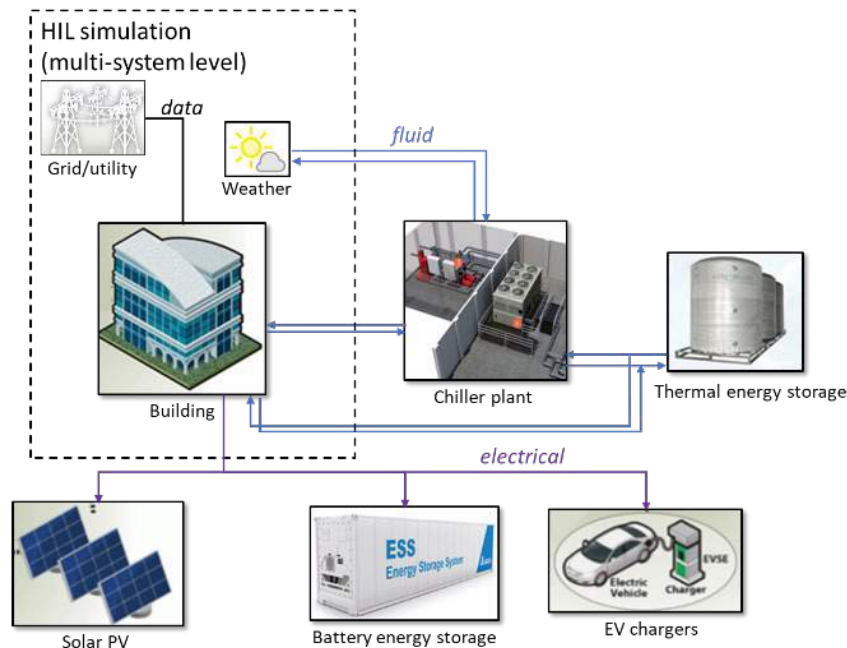 HIL simulation
(multi-system level)
data
Grid/utility
Weather
fluid
Building
Chiller plant
Thermal energy storage
electrical
Solar PV
ESS
Energy Storage System
Battery energy storage
Electric
Vehicle
EVSE
Charger
EV chargers